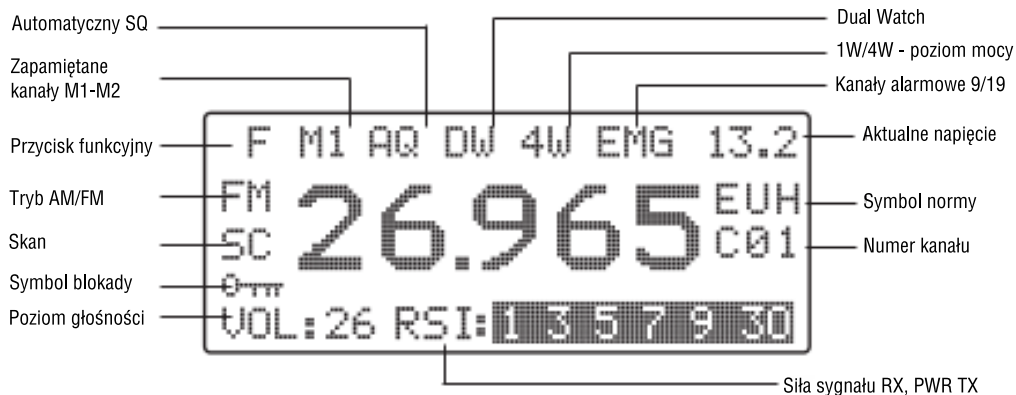 Automatyczny SQ
Zapamiętane
kanały M1-M2
Przycisk funkcyjny
Tryb AM/FM
Skan
Symbol blokady
Poziom głośności
F M1 AQ DW 4W EMG 13.2
FM 26.965 EUH
SC C01
VOL:26 RSI: 1 3 5 7 9 30
Dual Watch
1W/4W - poziom mocy
Kanały alarmowe 9/19
Aktualne napięcie
Symbol normy
Numer kanału
Siła sygnału RX, PWR TX